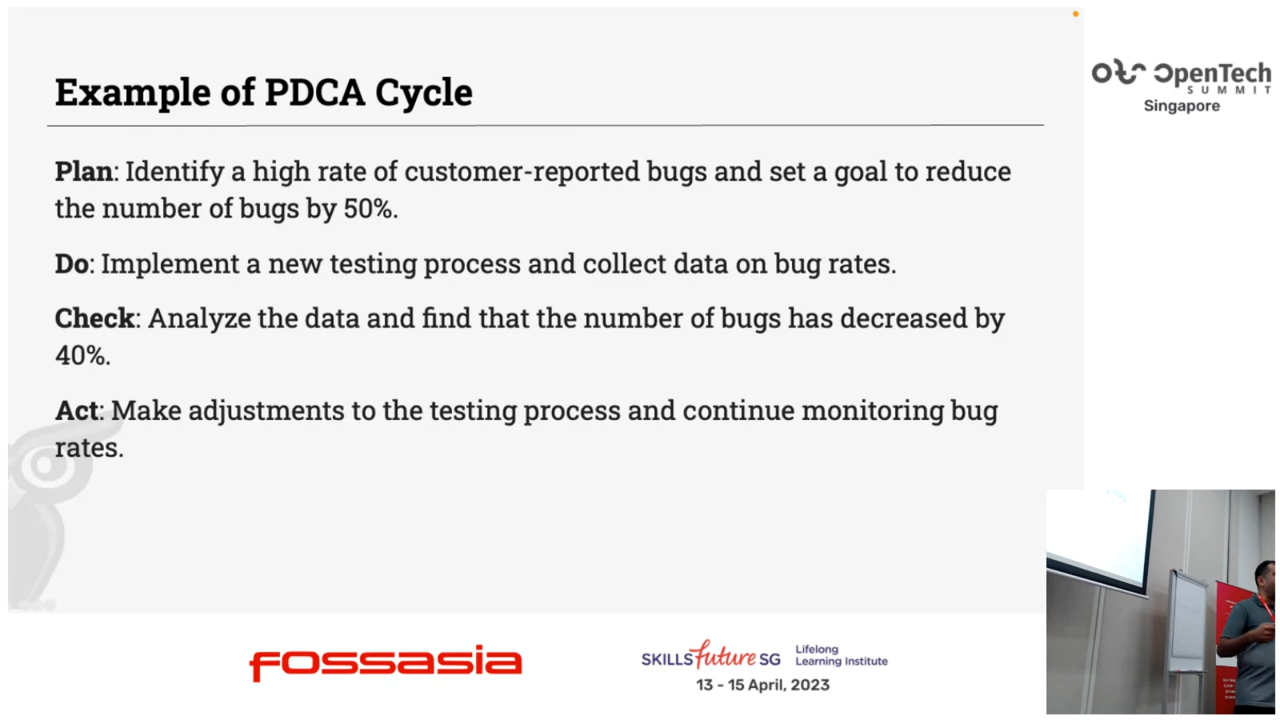 Example of PDCA Cycle
Plan: Identify a high rate of customer-reported bugs and set a goal to reduce
the number of bugs by 50%.
Do: Implement a new testing process and collect data on bug rates.
Check: Analyze the data and find that the number of bugs has decreased by
40%.
Act: Make adjustments to the testing process and continue monitoring bug
rates.
OpenTech
SUMMIT
Singapore
fossasia
SKILLSfuture SG
Lifelong
Learning Institute
13 - 15 April, 2023